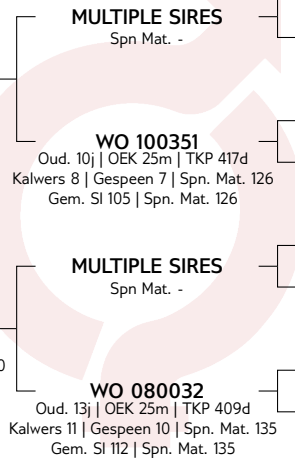 MULTIPLE SIRES
Spn Mat. -
WO 100351
Oud. 10j | OEK 25m | TKP 417d
Kalwers 8 | Gespeen 7 | Spn. Mat. 126
Gem. SI 105 | Spn. Mat. 126
MULTIPLE SIRES
Spn Mat. -
0
WO 080032
Oud. 13j | OEK 25m | TKP 409d
Kalwers 11 | Gespeen 10 | Spn. Mat. 135
Gem. SI 112 | Spn. Mat. 135